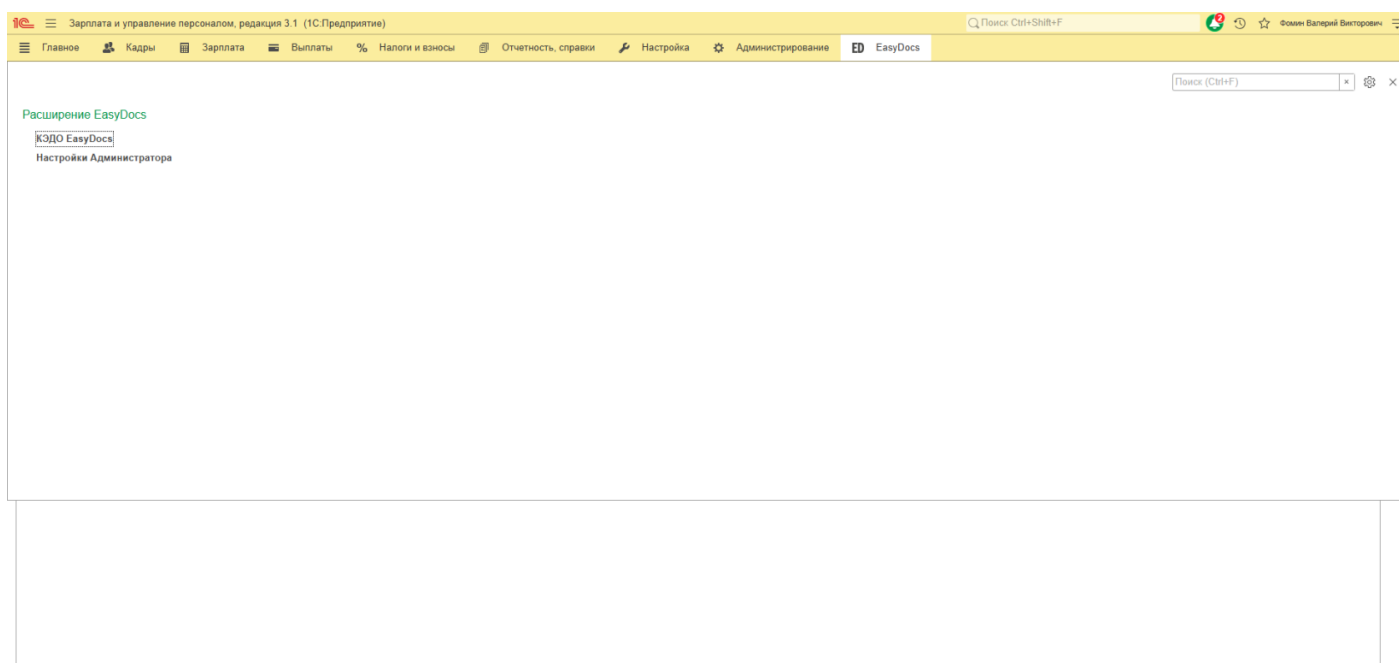 1С Зарплата и управление персоналом, редакция 3.1 (1С:Предприятие) Поиск Ctrl+Shift+F 2 Фомин Валерий Викторович
Главное Кадры Зарплата Выплаты % Налоги и взносы Отчетность, справки Настройка Администрирование ED EasyDocs
Поиск (Ctrl+F) ×
Расширение EasyDocs
КЭДО EasyDocs
Настройки Администратора